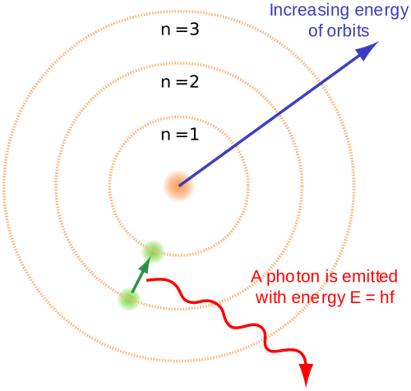 Increasing energy
of orbits
n = 3
n = 2
n = 1
A photon is emitted
with energy E = hf